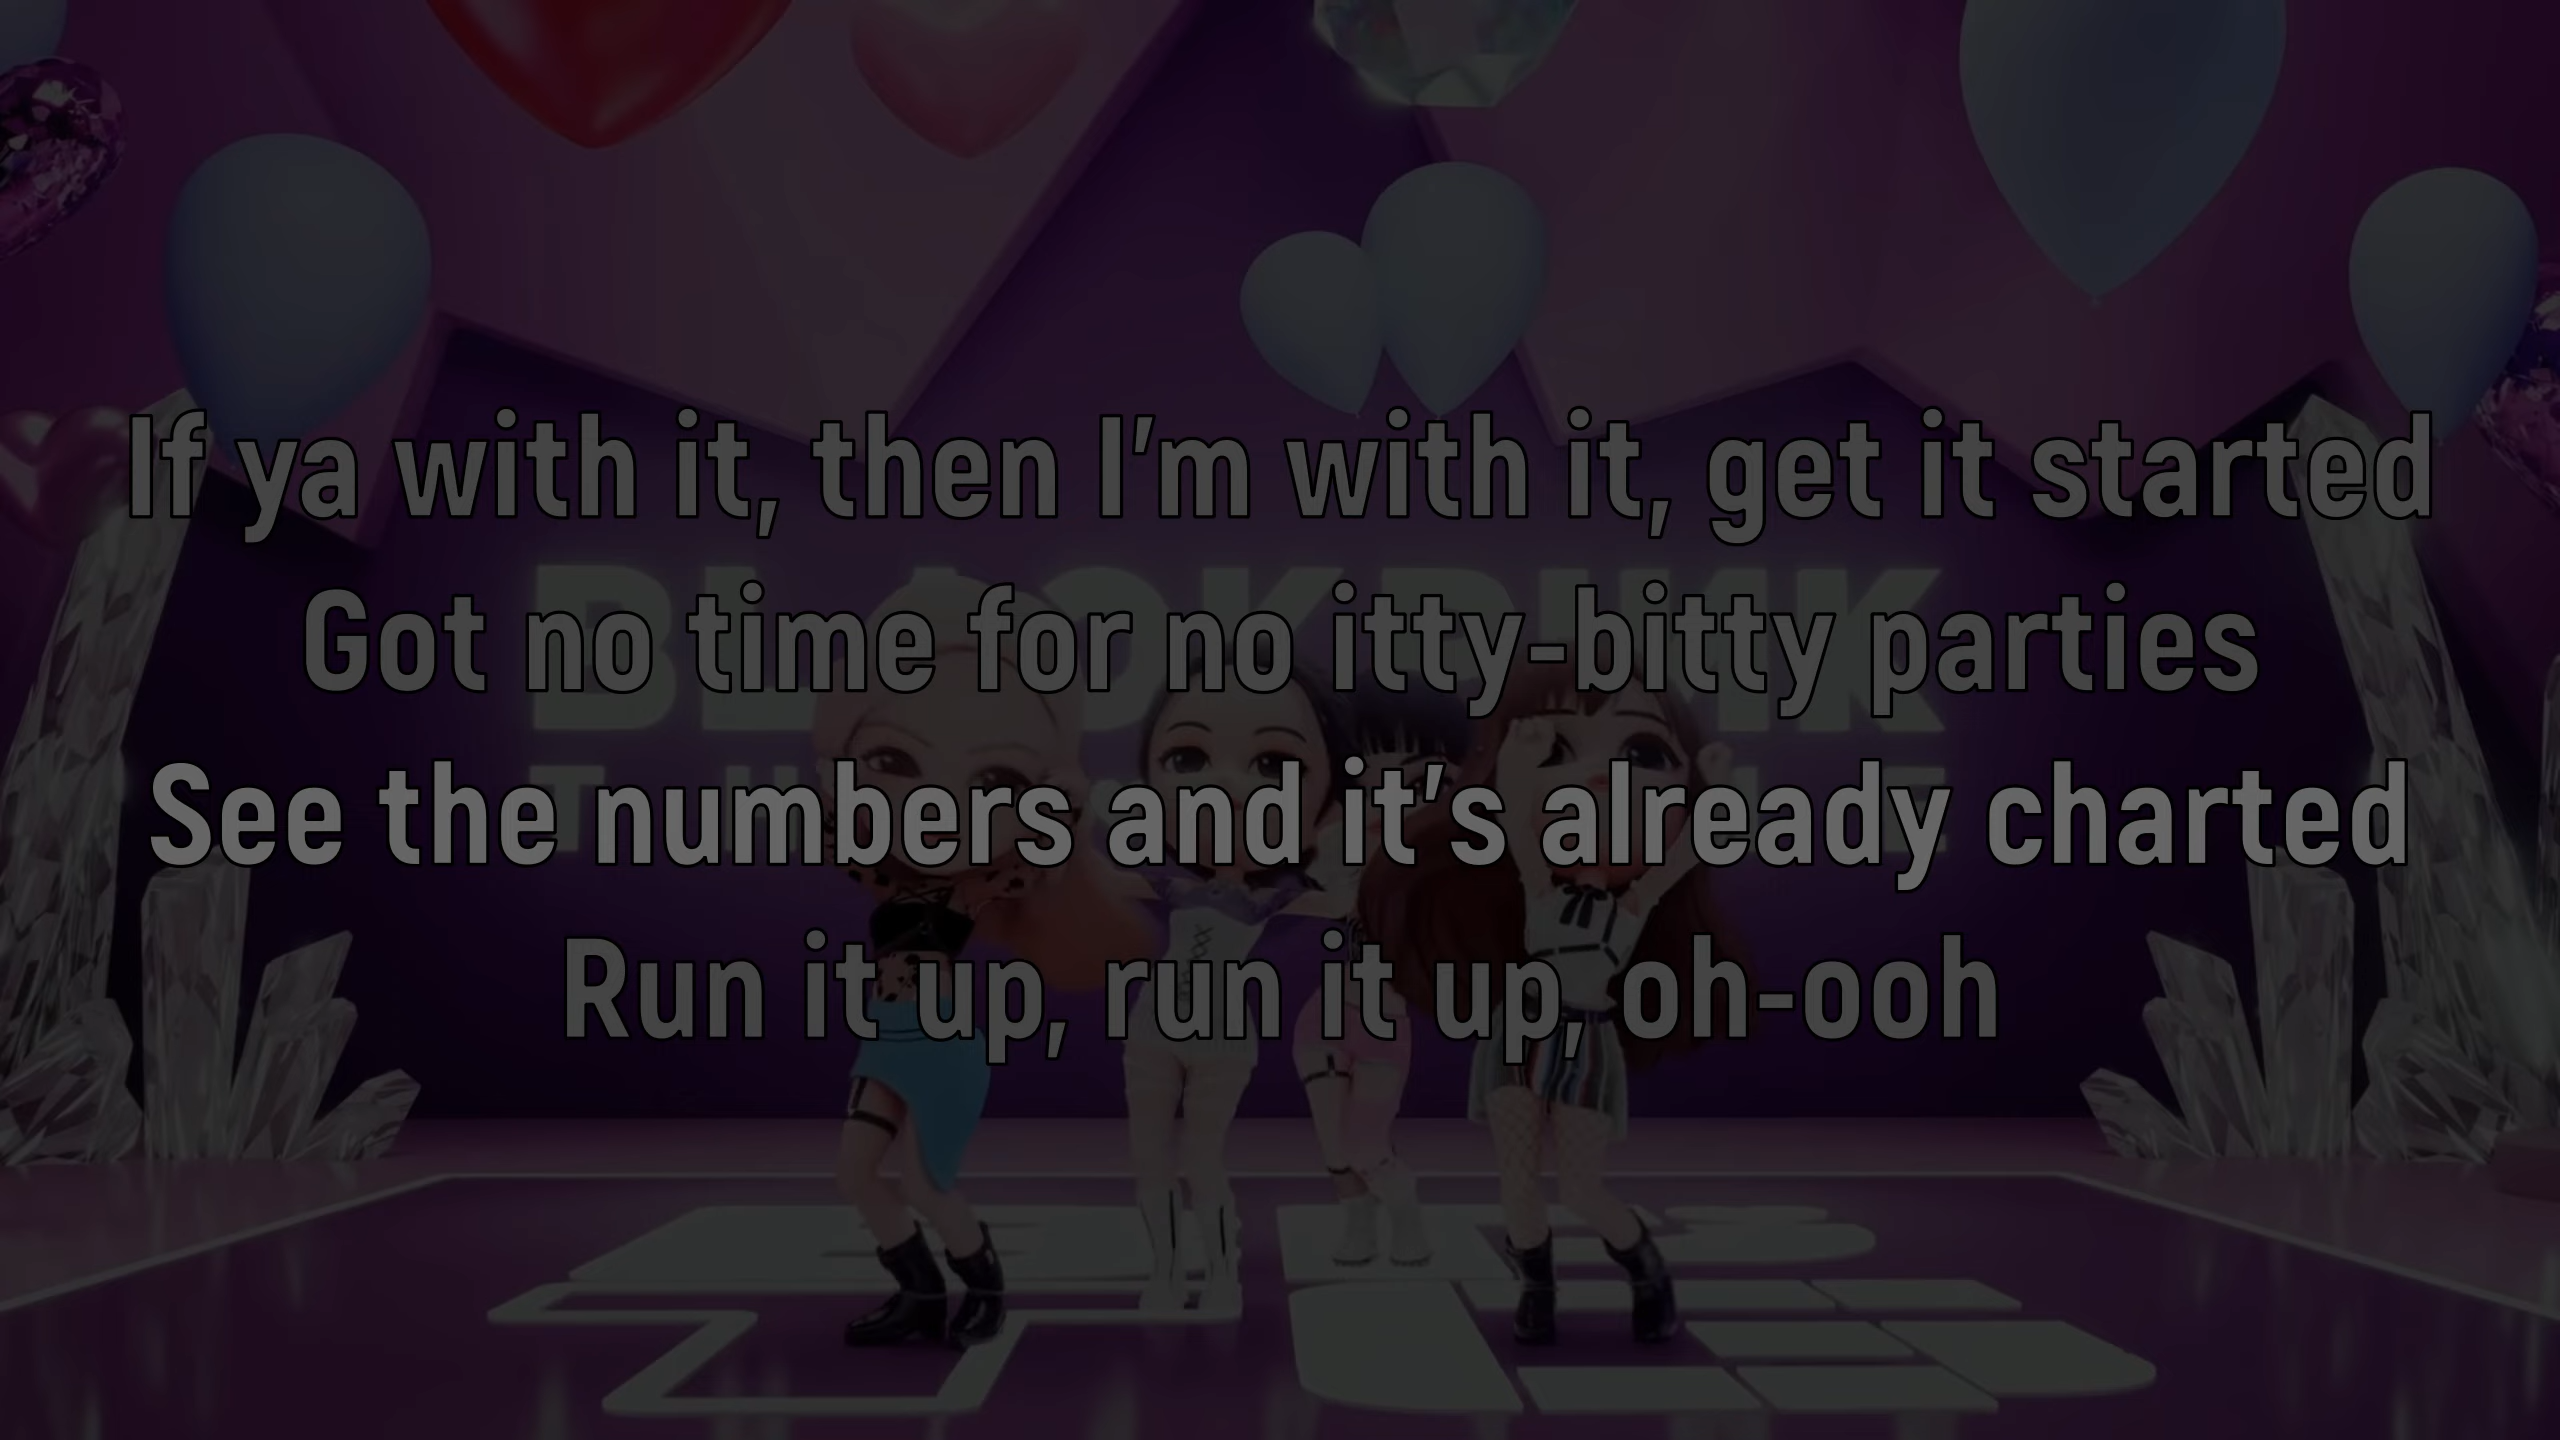 If ya with it, then I'm with it, get it started
Got no time for no itty-bitty parties
See the numbers and it's already charted
Run it up, run it up, oh-ooh
BLACKPINK